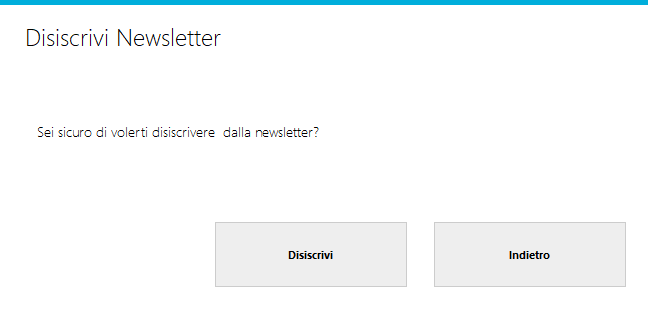 Disiscrivi Newsletter
Sei sicuro di volerti disiscrivere  dalla newsletter?
Disiscrivi
Indietro